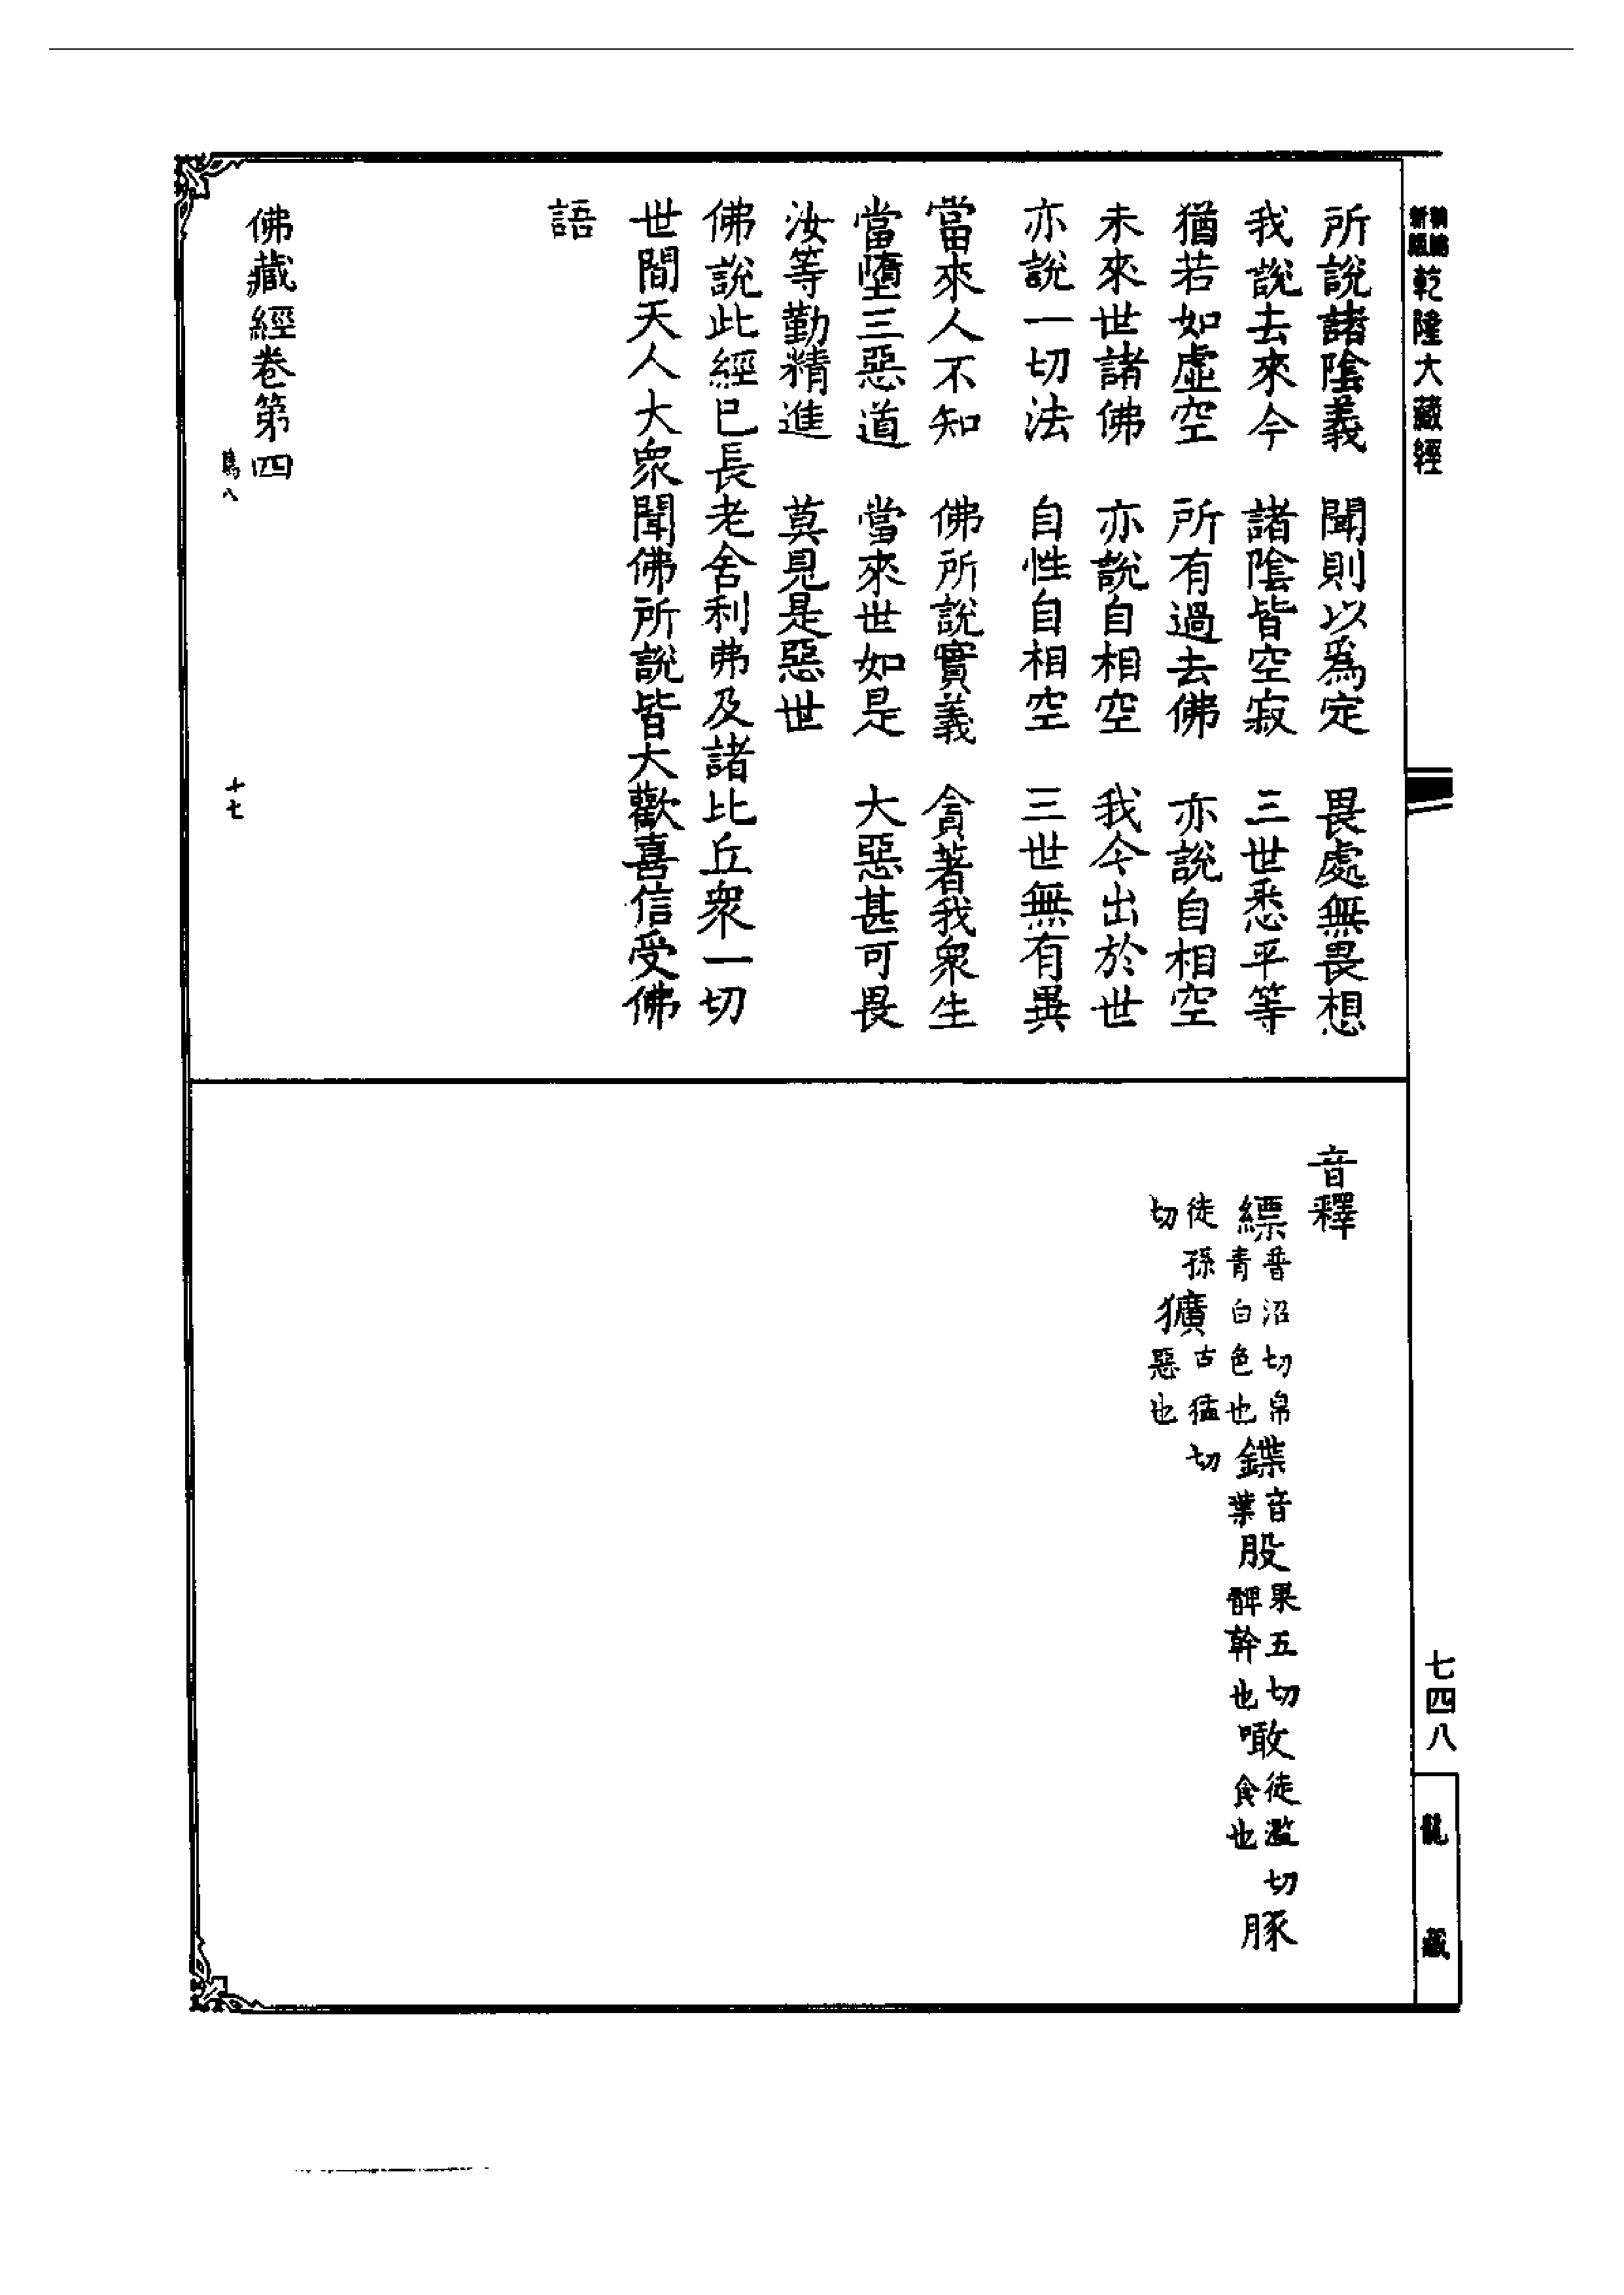 新編
新版
乾隆大藏經
所說諸陰義　聞則以為定　畏處無畏想
我說去來今　諸陰皆空寂　三世悉平等
猶若如虛空　所有過去佛　亦說自相空
未來世諸佛　亦說自相空　我今出於世
亦說一切法　自性自相空　三世無有異
當來人不知　佛所說實義　貪著我衆生
當墮三惡道　當來世如是　大惡甚可畏
汝等勤精進　莫見是惡世
佛說此經已長老舍利弗及諸比丘衆一切
世間天人大衆聞佛所說皆大歡喜信受佛
語
佛藏經卷第四
八　十七
音釋
縹普沼切帛青白色也鍱音葉股果五切髀幹也噉徒濫切食也豚
徒孫切獷古猛切惡也
七四八
龍藏